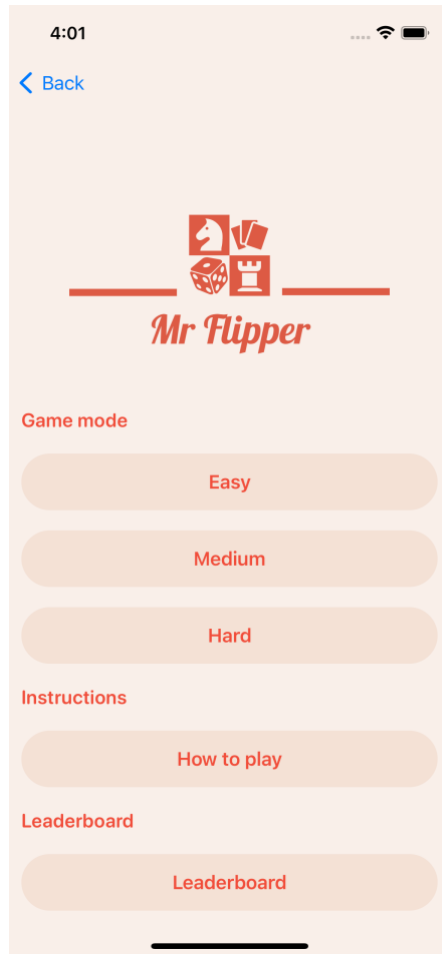 4:01
Back
Mr Flipper
Game mode
Easy
Medium
Hard
Instructions
How to play
Leaderboard
Leaderboard